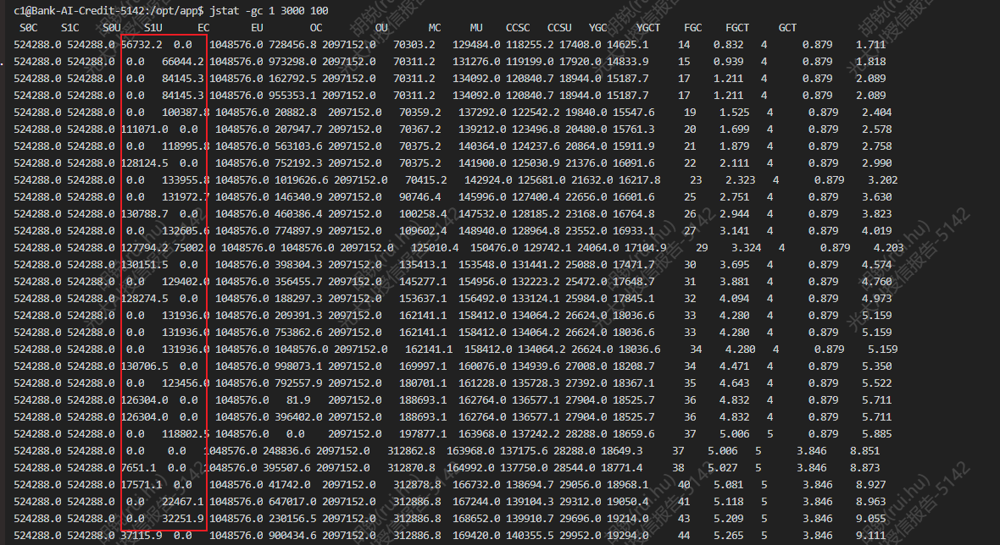 c1@Bank-AI-Credit-5142:/opt/app$ jstat -gc 1 3000 100
S0C S1C S0U S1U EC EU OC OU MC MU CCSC CCSU YGC YGCT FGC FGCT GCT
524288.0 524288.0 56732.2 0.0 1048576.0 728456.8 2097152.0 70303.2 129484.0 118255.2 17408.0 14625.1 14 0.832 4 0.879 1.711
524288.0 524288.0 0.0 66044.2 1048576.0 973298.0 2097152.0 70311.2 131276.0 119199.0 17920.0 14833.9 15 0.939 4 0.879 1.818
524288.0 524288.0 0.0 84145.3 1048576.0 162792.5 2097152.0 70311.2 134092.0 120840.7 18944.0 15187.7 17 1.211 4 0.879 2.089
524288.0 524288.0 0.0 84145.3 1048576.0 955353.1 2097152.0 70311.2 134092.0 120840.7 18944.0 15187.7 17 1.211 4 0.879 2.089
524288.0 524288.0 0.0 100387.8 1048576.0 20882.8 2097152.0 70359.2 137292.0 122542.2 19840.0 15547.6 19 1.525 4 0.879 2.404
524288.0 524288.0 111071.0 0.0 1048576.0 207947.7 2097152.0 70367.2 139212.0 123496.8 20480.0 15761.3 20 1.699 4 0.879 2.578
524288.0 524288.0 0.0 118995.8 1048576.0 563103.6 2097152.0 70375.2 140364.0 124237.6 20864.0 15911.9 21 1.879 4 0.879 2.758
524288.0 524288.0 128124.5 0.0 1048576.0 752192.3 2097152.0 70375.2 141900.0 125030.9 21376.0 16091.6 22 2.111 4 0.879 2.990
524288.0 524288.0 0.0 133955.8 1048576.0 1019626.6 2097152.0 70415.2 142924.0 125681.0 21632.0 16217.8 23 2.323 4 0.879 3.202
524288.0 524288.0 0.0 131972.7 1048576.0 146340.9 2097152.0 90746.4 145996.0 127400.4 22656.0 16601.6 25 2.751 4 0.879 3.630
524288.0 524288.0 130788.7 0.0 1048576.0 460386.4 2097152.0 100258.4 147532.0 128185.2 23168.0 16764.8 26 2.944 4 0.879 3.823
524288.0 524288.0 0.0 132605.6 1048576.0 774897.9 2097152.0 109602.4 148940.0 128964.8 23552.0 16933.1 27 3.141 4 0.879 4.019
524288.0 524288.0 127794.2 75002.0 1048576.0 1048576.0 2097152.0 125010.4 150476.0 129742.1 24064.0 17104.9 29 3.324 4 0.879 4.203
524288.0 524288.0 130151.5 0.0 1048576.0 398304.3 2097152.0 135413.1 153548.0 131441.2 25088.0 17471.7 30 3.695 4 0.879 4.574
524288.0 524288.0 0.0 129402.0 1048576.0 356455.7 2097152.0 145277.1 154956.0 132223.2 25472.0 17648.7 31 3.881 4 0.879 4.760
524288.0 524288.0 128274.5 0.0 1048576.0 188297.3 2097152.0 153637.1 156492.0 133124.1 25984.0 17845.1 32 4.094 4 0.879 4.973
524288.0 524288.0 0.0 131936.0 1048576.0 209391.3 2097152.0 162141.1 158412.0 134064.2 26624.0 18036.6 33 4.280 4 0.879 5.159
524288.0 524288.0 0.0 131936.0 1048576.0 753862.6 2097152.0 162141.1 158412.0 134064.2 26624.0 18036.6 33 4.280 4 0.879 5.159
524288.0 524288.0 0.0 131936.0 1048576.0 1048576.0 2097152.0 162141.1 158412.0 134064.2 26624.0 18036.6 34 4.280 4 0.879 5.159
524288.0 524288.0 130706.5 0.0 1048576.0 998073.1 2097152.0 169997.1 160076.0 134939.6 27008.0 18208.7 34 4.471 4 0.879 5.350
524288.0 524288.0 0.0 123456.0 1048576.0 792557.9 2097152.0 180701.1 161228.0 135728.3 27392.0 18367.1 35 4.643 4 0.879 5.522
524288.0 524288.0 126304.0 0.0 1048576.0 81.9 2097152.0 188693.1 162764.0 136577.1 27904.0 18525.7 36 4.832 4 0.879 5.711
524288.0 524288.0 126304.0 0.0 1048576.0 396402.0 2097152.0 188693.1 162764.0 136577.1 27904.0 18525.7 36 4.832 4 0.879 5.711
524288.0 524288.0 0.0 118802.5 1048576.0 0.0 2097152.0 197877.1 163968.0 137242.2 28288.0 18659.6 37 5.006 5 0.879 5.885
524288.0 524288.0 0.0 0.0 1048576.0 248836.6 2097152.0 312862.8 163968.0 137175.6 28288.0 18649.3 37 5.006 5 3.846 8.851
524288.0 524288.0 7651.1 0.0 1048576.0 395507.6 2097152.0 312870.8 164992.0 137750.0 28544.0 18771.4 38 5.027 5 3.846 8.873
524288.0 524288.0 17571.1 0.0 1048576.0 41742.0 2097152.0 312878.8 166732.0 138694.7 29056.0 18968.1 40 5.081 5 3.846 8.927
524288.0 524288.0 0.0 22467.1 1048576.0 647017.0 2097152.0 312886.8 167244.0 139104.3 29312.0 19050.4 41 5.118 5 3.846 8.963
524288.0 524288.0 0.0 32251.9 1048576.0 230156.5 2097152.0 312886.8 168652.0 139910.7 29696.0 19214.0 43 5.209 5 3.846 9.055
524288.0 524288.0 37115.9 0.0 1048576.0 900434.6 2097152.0 312886.8 169420.0 140355.5 29952.0 19294.0 44 5.265 5 3.846 9.111